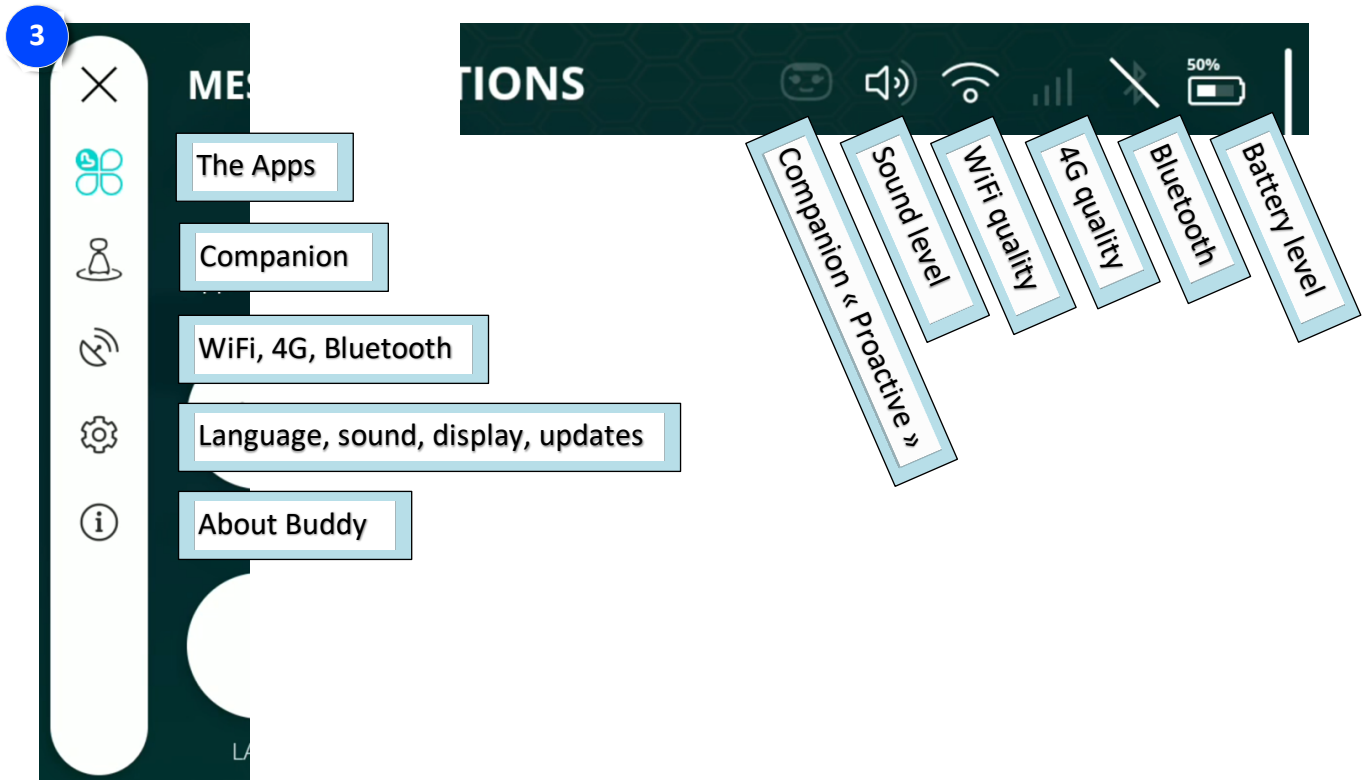 3
MES
TIONS
50%
The Apps
Companion
WiFi, 4G, Bluetooth
Language, sound, display, updates
About Buddy
Companion « Proactive »
Sound level
WiFi quality
4G quality
Bluetooth
Battery level
LA